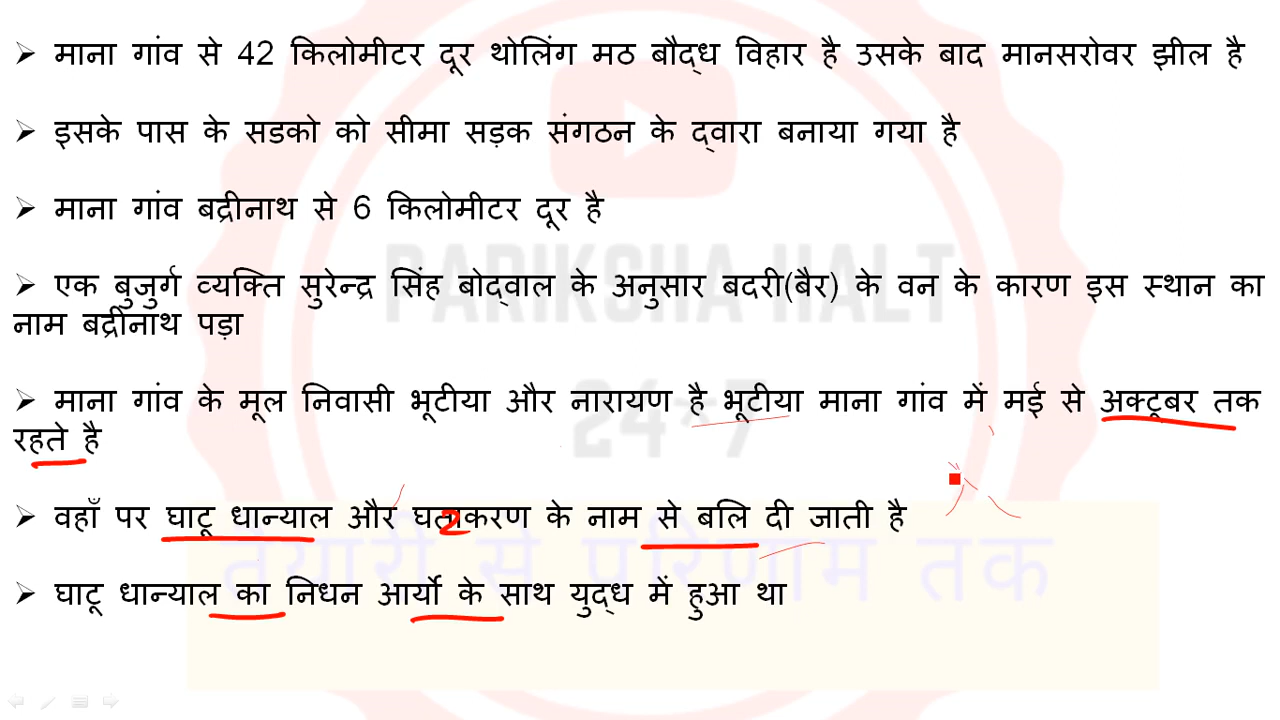 ➢ माना गांव से 42 किलोमीटर दूर थोलिंग मठ बौद्ध विहार है उसके बाद मानसरोवर झील है
➢ इसके पास के सडको को सीमा सड़क संगठन के द्वारा बनाया गया है
➢ माना गांव बद्रीनाथ से 6 किलोमीटर दूर है
➢ एक बुजुर्ग व्यक्ति सुरेन्द्र सिंह बोद्वाल के अनुसार बदरी(बैर) के वन के कारण इस स्थान का
नाम बद्रीनाथ पड़ा
➢ माना गांव के मूल निवासी भूटीया और नारायण है भूटीया माना गांव में मई से अक्टूबर तक
रहते है
➢ वहाँ पर घाटू धान्याल और के नाम से बलि दी जाती है
➢ घाटू धान्याल का निधन आर्यो के साथ युद्ध में हुआ था
PARIKSHA HALT
24*7
तैयारी से परिणाम तक